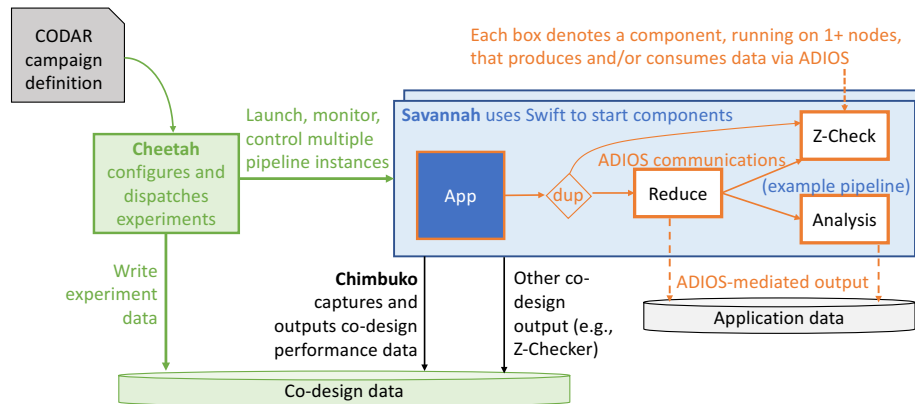 CODAR
campaign
definition
Each box denotes a component, running on 1+ nodes,
that produces and/or consumes data via ADIOS
Launch, monitor,
control multiple
pipeline instances
Cheetah
configures and
dispatches
experiments
Savannah uses Swift to start components
Z-Check
ADIOS communications
App
dup
Reduce
(example pipeline)
Analysis
Write
experiment
data
Chimbuko
captures and
outputs co-design
performance data
Other co-
design
output (e.g.,
Z-Checker)
ADIOS-mediated output
Application data
Co-design data